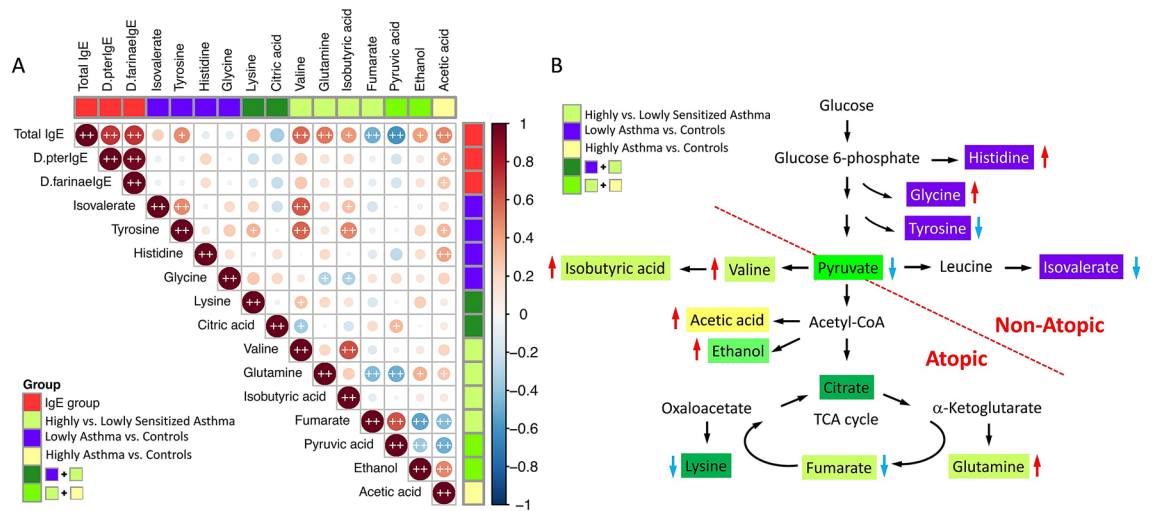 A
Total IgE
D.pterIgE
D.farinaeIgE
Isovalerate
Tyrosine
Histidine
Glycine
Lysine
Citric acid
Valine
Glutamine
Isobutyric acid
Fumarate
Pyruvic acid
Ethanol
Acetic acid
Total IgE ++ ++ ++ + ++ ++ + ++ ++ + + ++
D.pterIgE ++ ++ +
D.farinaeIgE ++ +
Isovalerate ++ ++ ++ +
Tyrosine ++ + ++ ++ +
Histidine ++ ++
Glycine ++ + +
Lysine ++ +
Citric acid ++ + +
Valine ++ ++
Glutamine ++ ++ ++ + +
Isobutyric acid ++
Fumarate ++ ++ ++ ++
Pyruvic acid ++ ++ ++
Ethanol ++ ++
Acetic acid ++
1
0.8
0.6
0.4
0.2
0
−0.2
−0.4
−0.6
−0.8
−1
Group
IgE group
Highly vs. Lowly Sensitized Asthma
Lowly Asthma vs. Controls
Highly Asthma vs. Controls
+
+
B
Highly vs. Lowly Sensitized Asthma
Lowly Asthma vs. Controls
Highly Asthma vs. Controls
+
+
Glucose
Glucose 6-phosphate
Histidine
Glycine
Tyrosine
Isobutyric acid
Valine
Pyruvate
Leucine
Isovalerate
Acetic acid
Acetyl-CoA
Ethanol
Non-Atopic
Atopic
Citrate
Oxaloacetate
TCA cycle
α-Ketoglutarate
Lysine
Fumarate
Glutamine